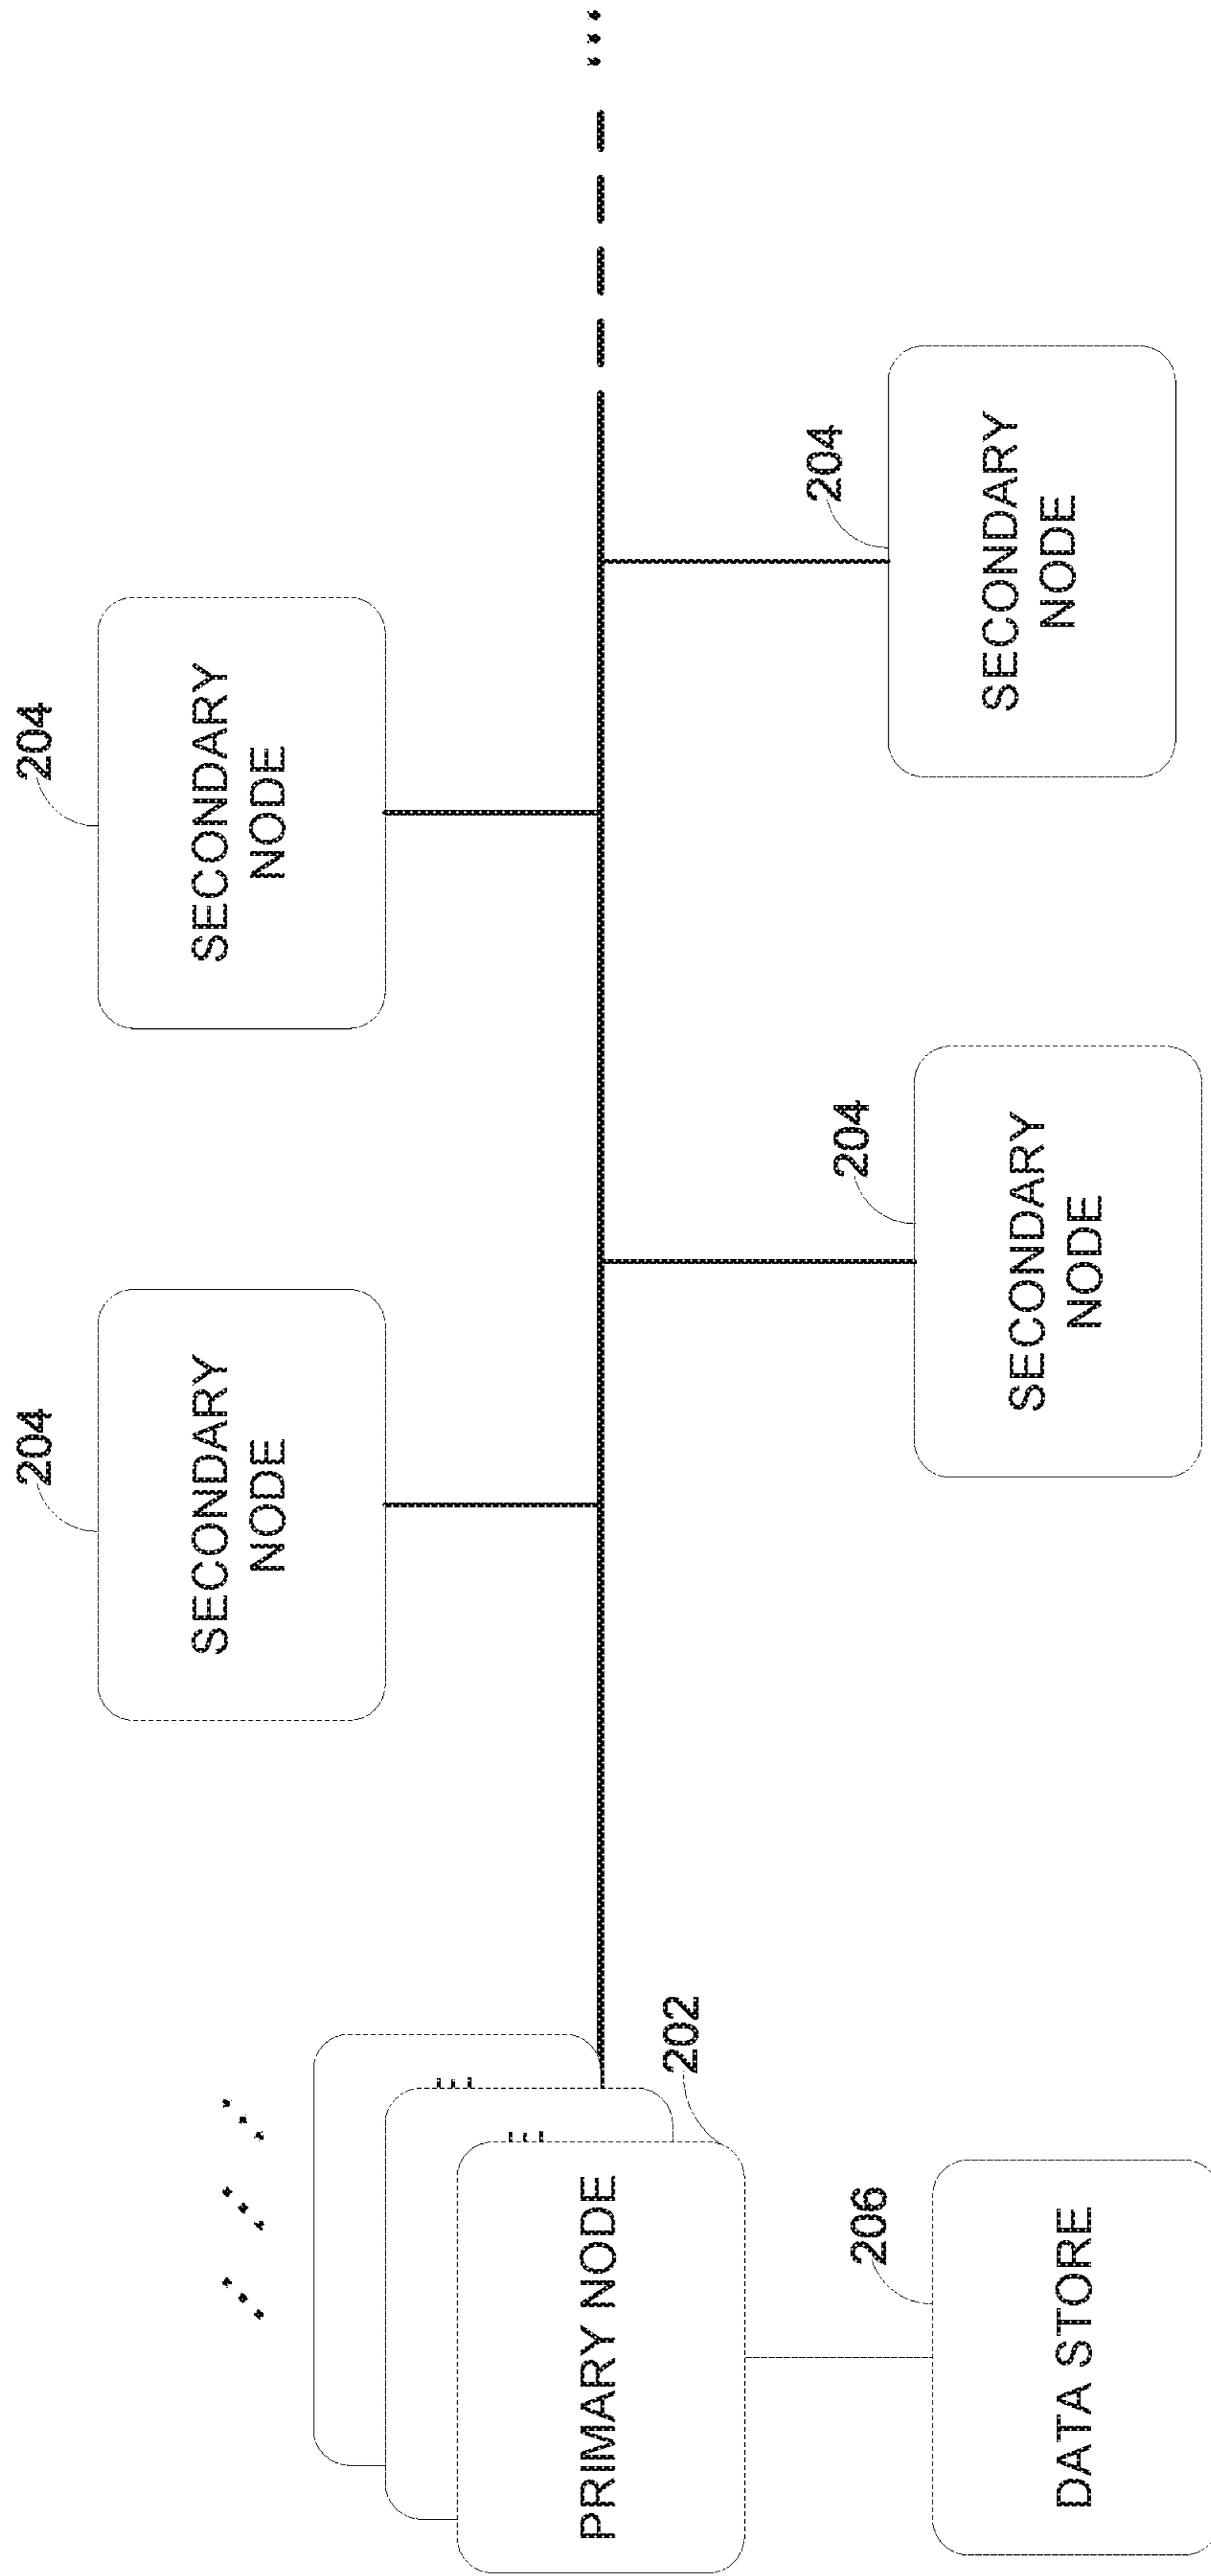 204
SECONDARY
NODE
204
SECONDARY
NODE
202
PRIMARY NODE
204
SECONDARY
NODE
204
SECONDARY
NODE
206
DATA STORE